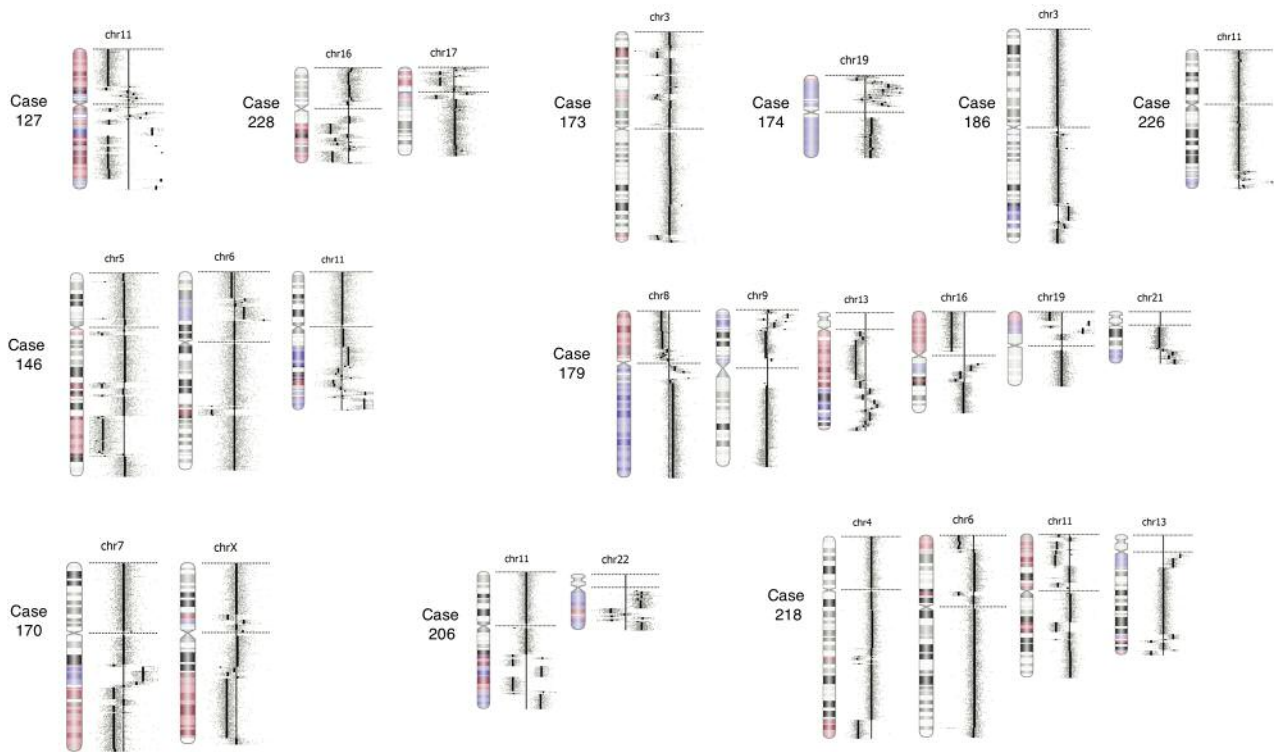 Case
127
chr11
Case
228
chr16
chr17
Case
173
chr3
Case
174
chr19
Case
186
chr3
Case
226
chr11
Case
146
chr5
chr6
chr11
Case
179
chr8
chr9
chr13
chr16
chr19
chr21
Case
170
chr7
chrX
Case
206
chr11
chr22
Case
218
chr4
chr6
chr11
chr13